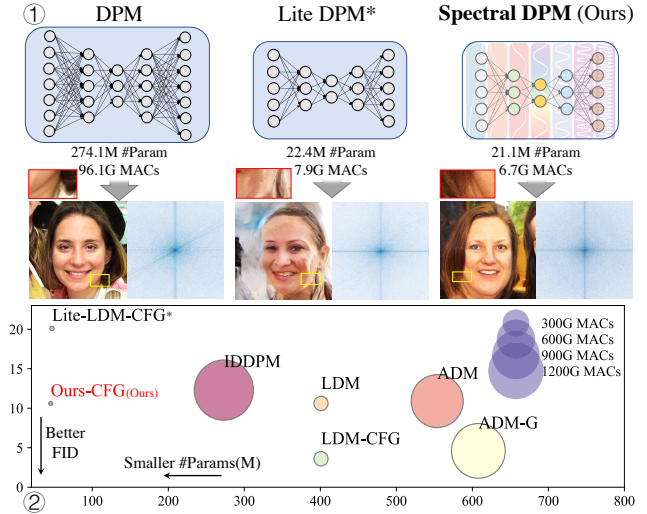 ①
DPM
Lite DPM*
Spectral DPM (Ours)
274.1M #Param
96.1G MACs
22.4M #Param
7.9G MACs
21.1M #Param
6.7G MACs
20
15
10
5
0
Lite-LDM-CFG*
Ours-CFG(Ours)
IDDPM
LDM
LDM-CFG
ADM
ADM-G
300G MACs
600G MACs
900G MACs
1200G MACs
Better
FID
Smaller #Params(M)
②
100
200
300
400
500
600
700
800